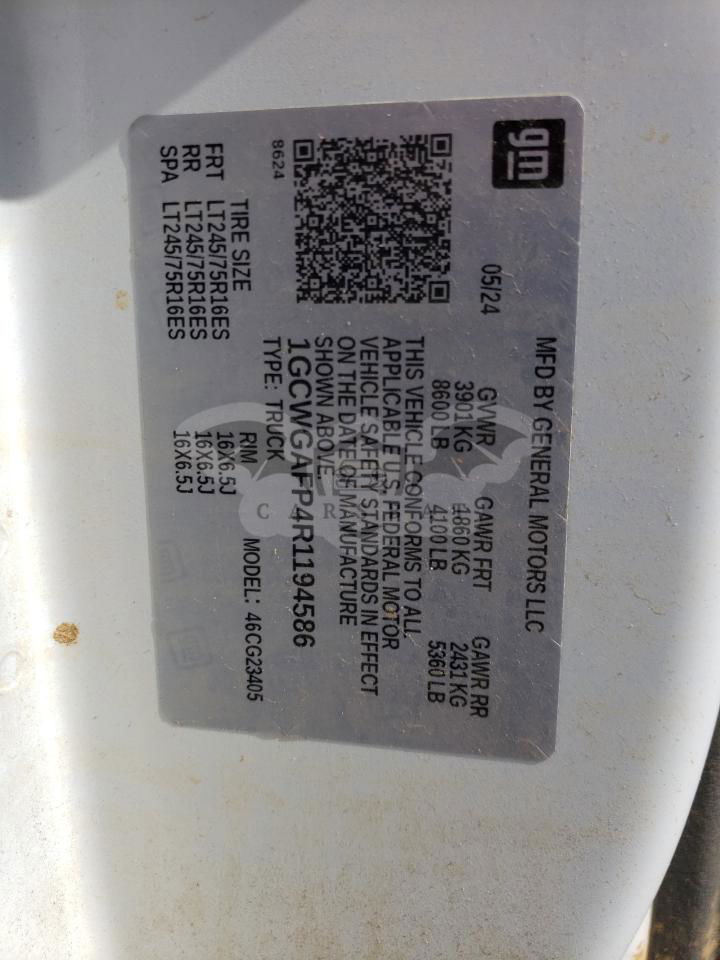 gm
MFD BY GENERAL MOTORS LLC
05/24
GVWR GAWR FRT GAWR RR
3901 KG 1860 KG 2431 KG
8600 LB 4100 LB 5360 LB
THIS VEHICLE CONFORMS TO ALL
APPLICABLE U.S. FEDERAL MOTOR
VEHICLE SAFETY STANDARDS IN EFFECT
ON THE DATE OF MANUFACTURE
SHOWN ABOVE.
1GCWGAFP4R1194586
TYPE: TRUCK MODEL: 46CG23405
8624
TIRE SIZE RIM
FRT LT245/75R16ES 16X6.5J
RR LT245/75R16ES 16X6.5J
SPA LT245/75R16ES 16X6.5J